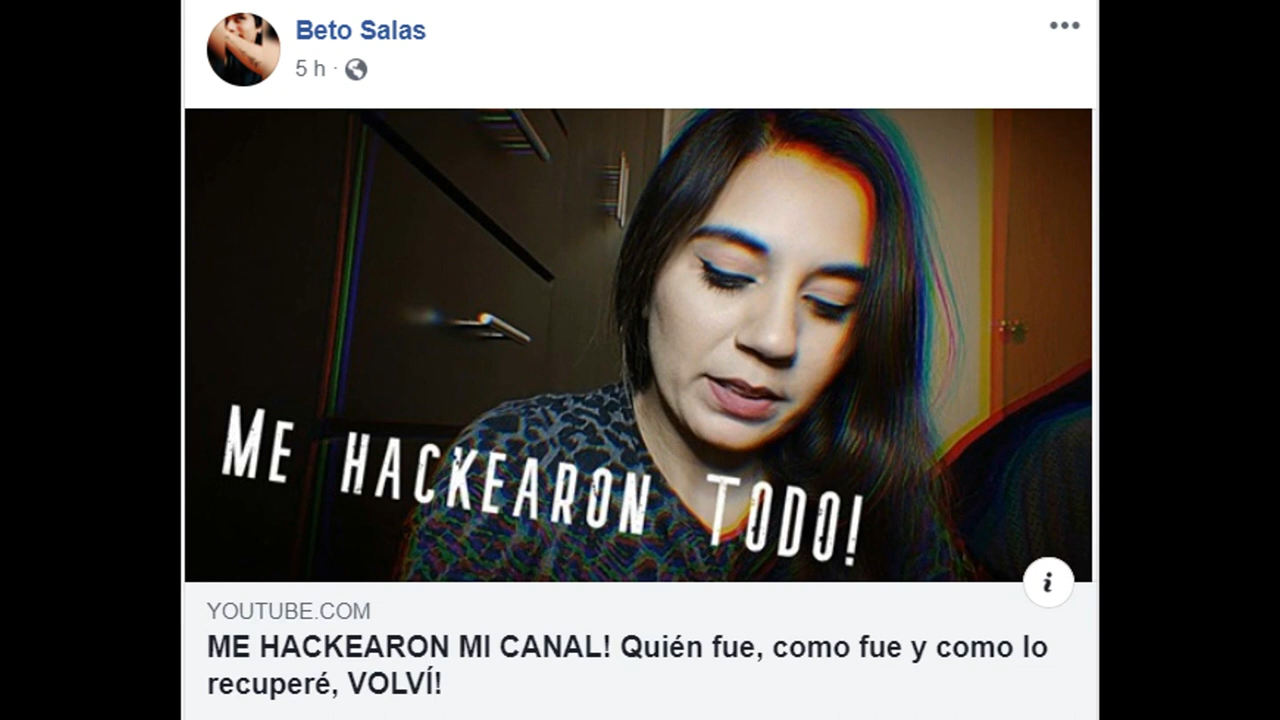 Beto Salas
5 h ·
ME HACKEARON TODO!
i
YOUTUBE.COM
ME HACKEARON MI CANAL! Quién fue, como fue y como lo
recuperé, VOLVÍ!